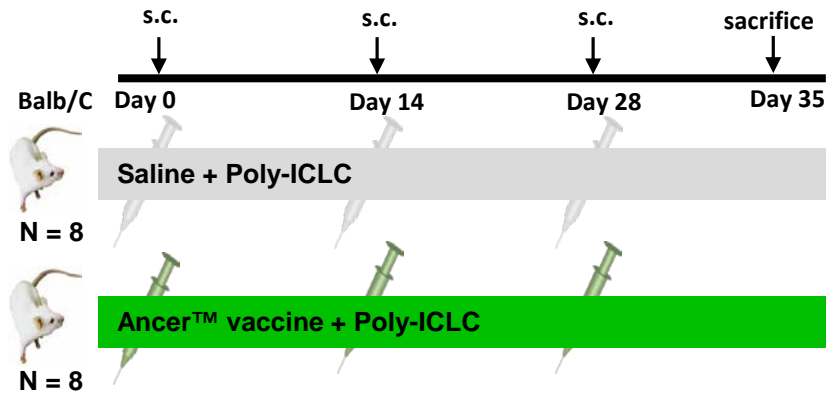 s.c. s.c. s.c. sacrifice
Balb/C Day 0 Day 14 Day 28 Day 35
Saline + Poly-ICLC
N = 8
Ancer™ vaccine + Poly-ICLC
N = 8